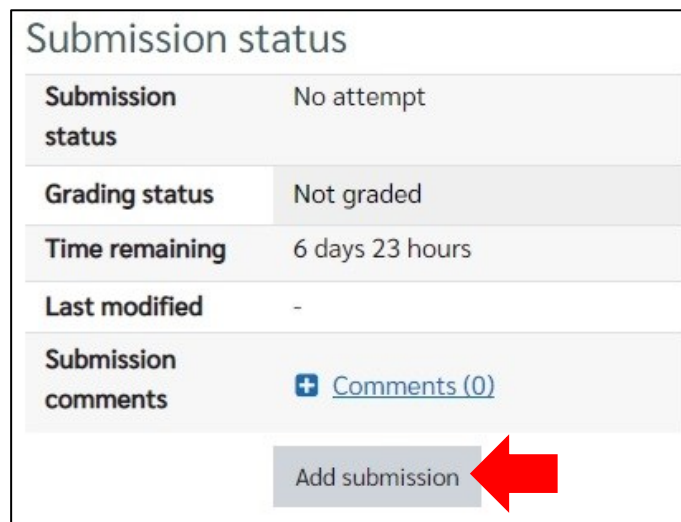 Submission status
Submission No attempt
status
Grading status Not graded
Time remaining 6 days 23 hours
Last modified -
Submission
comments Comments (0)
Add submission